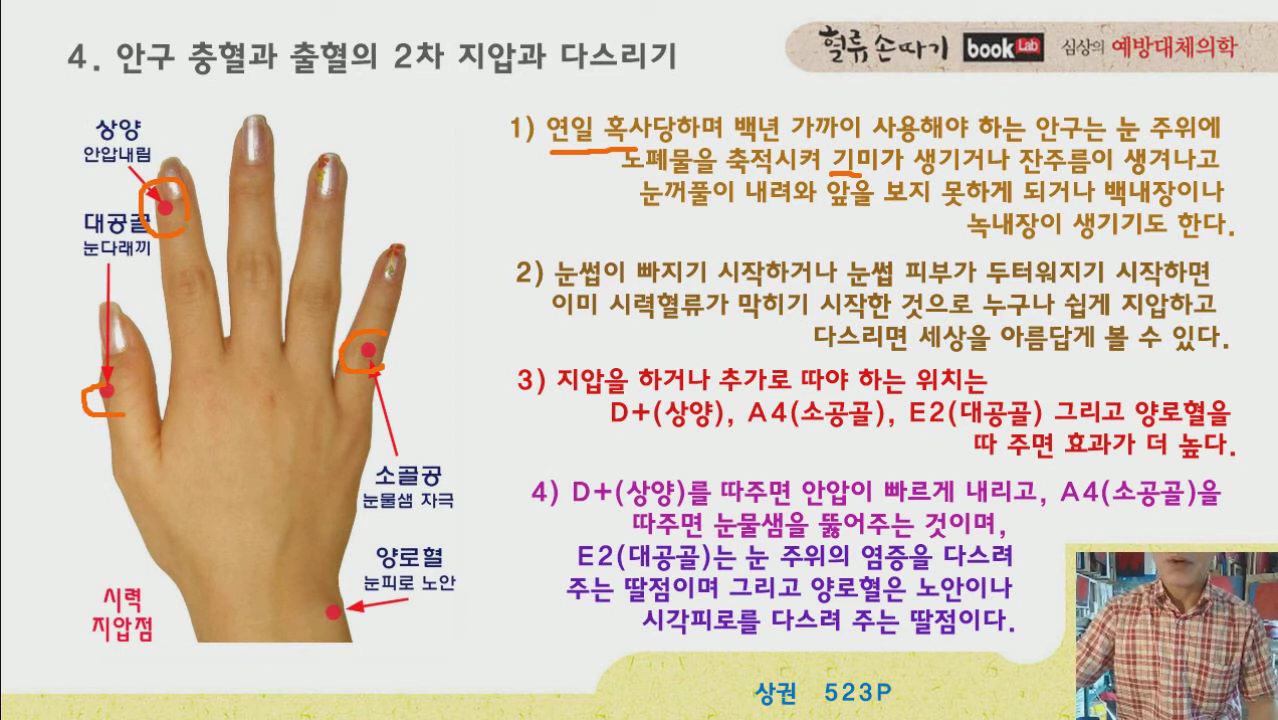 4. 안구 충혈과 출혈의 2차 지압과 다스리기
혈류 손따기 book Lab 심상의 예방대체의학
상양
안압내림
대공골
눈다래끼
소골공
눈물샘 자극
양로혈
눈피로 노안
시력
지압점
1) 연일 혹사당하며 백년 가까이 사용해야 하는 안구는 눈 주위에
노폐물을 축적시켜 기미가 생기거나 잔주름이 생겨나고
눈꺼풀이 내려와 앞을 보지 못하게 되거나 백내장이나
녹내장이 생기기도 한다.
2) 눈썹이 빠지기 시작하거나 눈썹 피부가 두터워지기 시작하면
이미 시력혈류가 막히기 시작한 것으로 누구나 쉽게 지압하고
다스리면 세상을 아름답게 볼 수 있다.
3) 지압을 하거나 추가로 따야 하는 위치는
D+(상양), A4(소공골), E2(대공골) 그리고 양로혈을
따 주면 효과가 더 높다.
4) D+(상양)를 따주면 안압이 빠르게 내리고, A4(소공골)을
따주면 눈물샘을 뚫어주는 것이며,
E2(대공골)는 눈 주위의 염증을 다스려
주는 딸점이며 그리고 양로혈은 노안이나
시각피로를 다스려 주는 딸점이다.
상권 523P